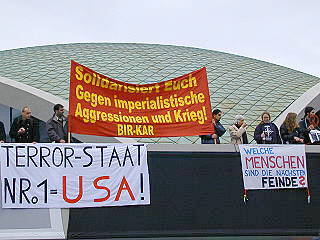 Solidarisiert Euch
Gegen imperialistische
Aggressionen und Krieg!
BIR-KAR
TERROR-STAAT
NR.1=USA!
WELCHE
MENSCHEN
SIND DIE NÄCHSTEN
FEINDE?